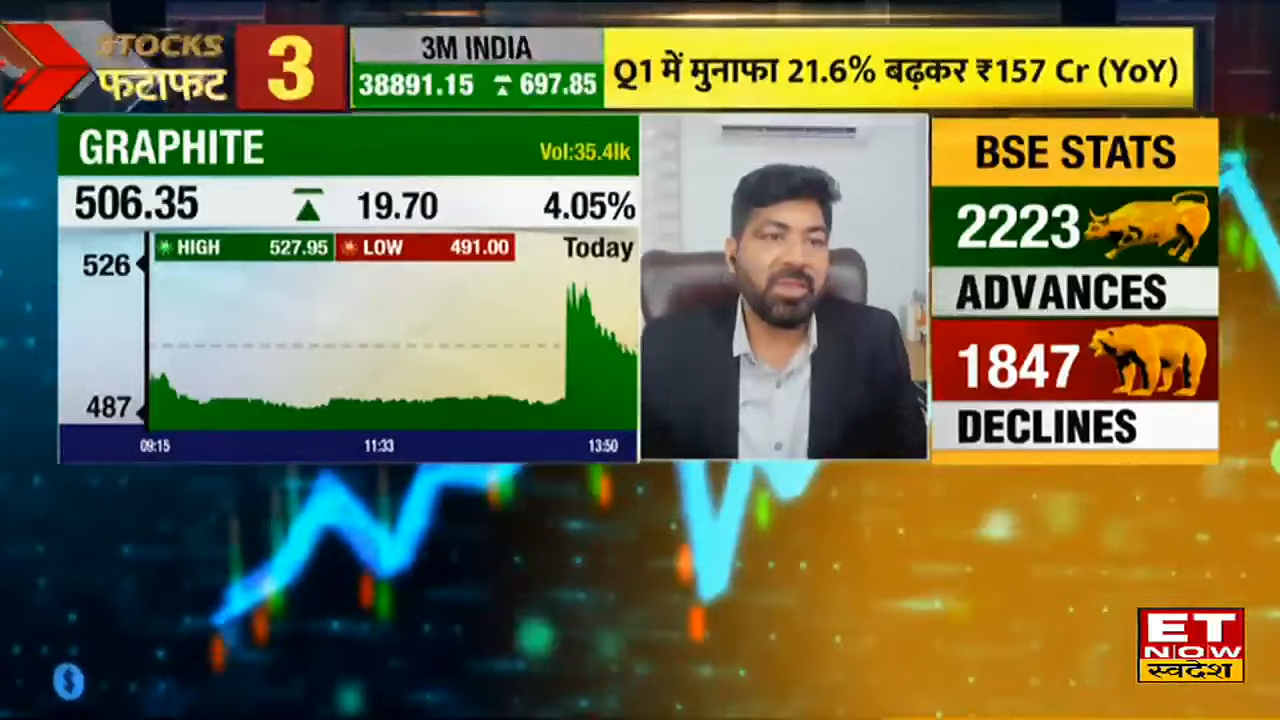 STOCKS
फटाफट
3
3M INDIA
38891.15 697.85
Q1 में मुनाफा 21.6% बढ़कर ₹157 Cr (YoY)
GRAPHITE Vol:35.4lk
506.35 19.70 4.05%
HIGH 527.95 LOW 491.00 Today
526
487
09:15 11:33 13:50
BSE STATS
2223
ADVANCES
1847
DECLINES
ET
NOW
स्वदेश